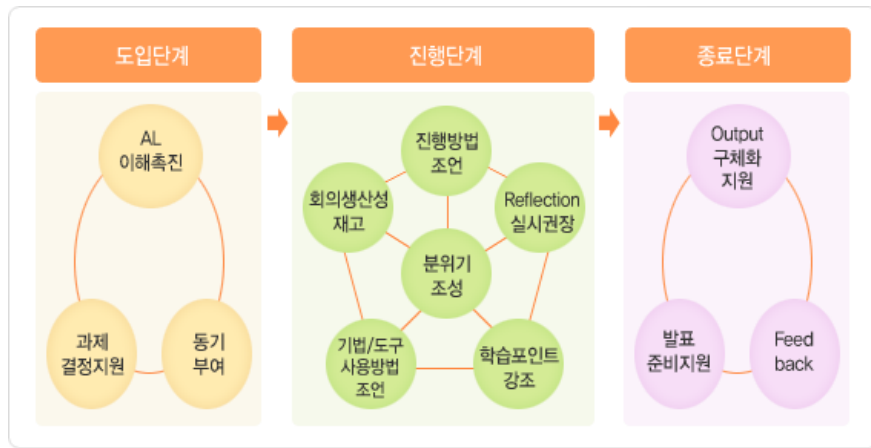 도입단계
AL
이해촉진
과제
결정지원
동기
부여
진행단계
진행방법
조언
회의생산성
재고
Reflection
실시권장
분위기
조성
기법/도구
사용방법
조언
학습포인트
강조
종료단계
Output
구체화
지원
발표
준비지원
Feed
back